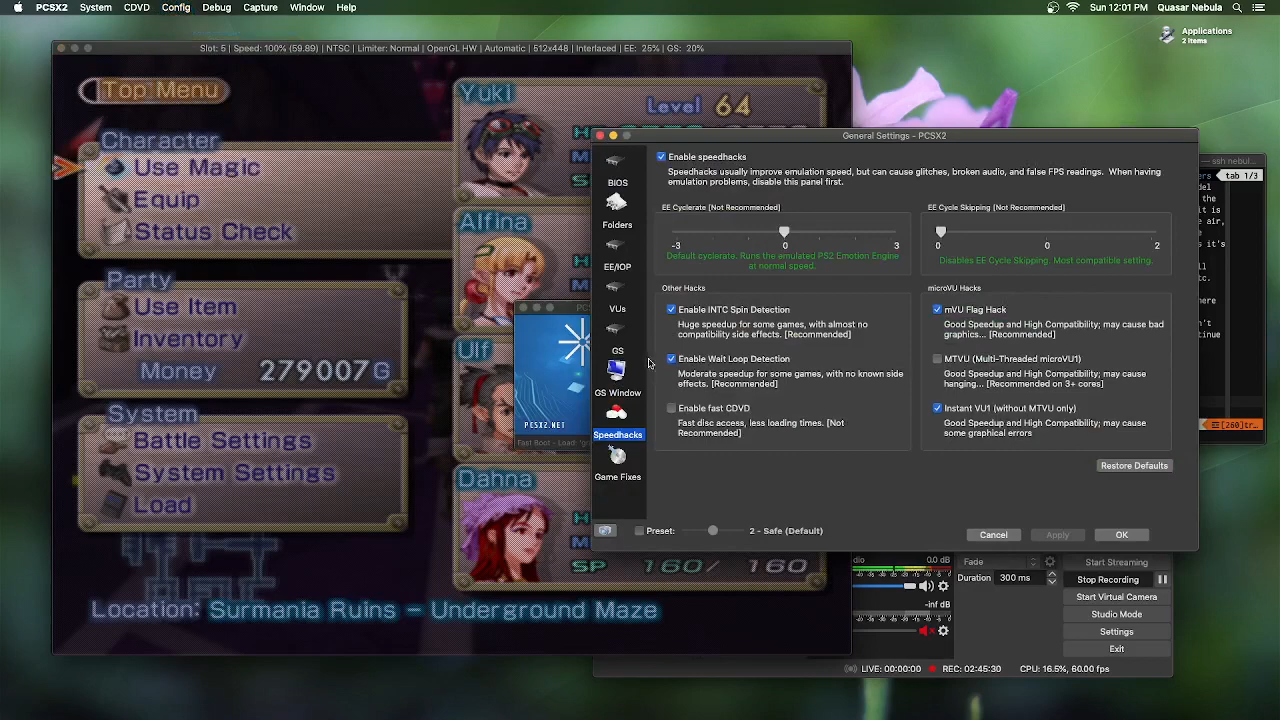 PCSX2 System CDVD Config Debug Capture Window Help Sun 12:01 PM Quasar Nebula
Applications
2 items
Slot: 5 | Speed: 100% (59.89) | NTSC | Limiter: Normal | OpenGL HW | Automatic | 512x448 | Interlaced | EE: 25% | GS: 20%
Top Menu
Character
Use Magic
Equip
Status Check
Party
Use Item
Inventory
Money 279007G
System
Battle Settings
System Settings
Load
Location: Surmania Ruins – Underground Maze
Yuki
Level 64
Alfina
Ulf
Dahna
SP 160/ 160
PCSX2.NET
Fast Boot - Load: 'gr
General Settings - PCSX2
BIOS
Folders
EE/IOP
VUs
GS
GS Window
Speedhacks
Game Fixes
Enable speedhacks
Speedhacks usually improve emulation speed, but can cause glitches, broken audio, and false FPS readings. When having
emulation problems, disable this panel first.
EE Cyclerate [Not Recommended]
-3 0 3
Default cyclerate. Runs the emulated PS2 Emotion Engine
at normal speed.
EE Cycle Skipping [Not Recommended]
0 0 2
Disables EE Cycle Skipping. Most compatible setting.
Other Hacks
Enable INTC Spin Detection
Huge speedup for some games, with almost no
compatibility side effects. [Recommended]
Enable Wait Loop Detection
Moderate speedup for some games, with no known side
effects. [Recommended]
Enable fast CDVD
Fast disc access, less loading times. [Not
Recommended]
microVU Hacks
mVU Flag Hack
Good Speedup and High Compatibility; may cause bad
graphics... [Recommended]
MTVU (Multi-Threaded microVU1)
Good Speedup and High Compatibility; may cause
hanging... [Recommended on 3+ cores]
Instant VU1 (without MTVU only)
Good Speedup and High Compatibility; may cause
some graphical errors
Restore Defaults
Preset: 2 - Safe (Default)
Cancel Apply OK
— ssh nebul...
tab 1/3
[260]tr...
0.0 dB
-inf dB
Fade
Duration 300 ms
Start Streaming
Stop Recording
Start Virtual Camera
Studio Mode
Settings
Exit
LIVE: 00:00:00 REC: 02:45:30 CPU: 16.5%, 60.00 fps